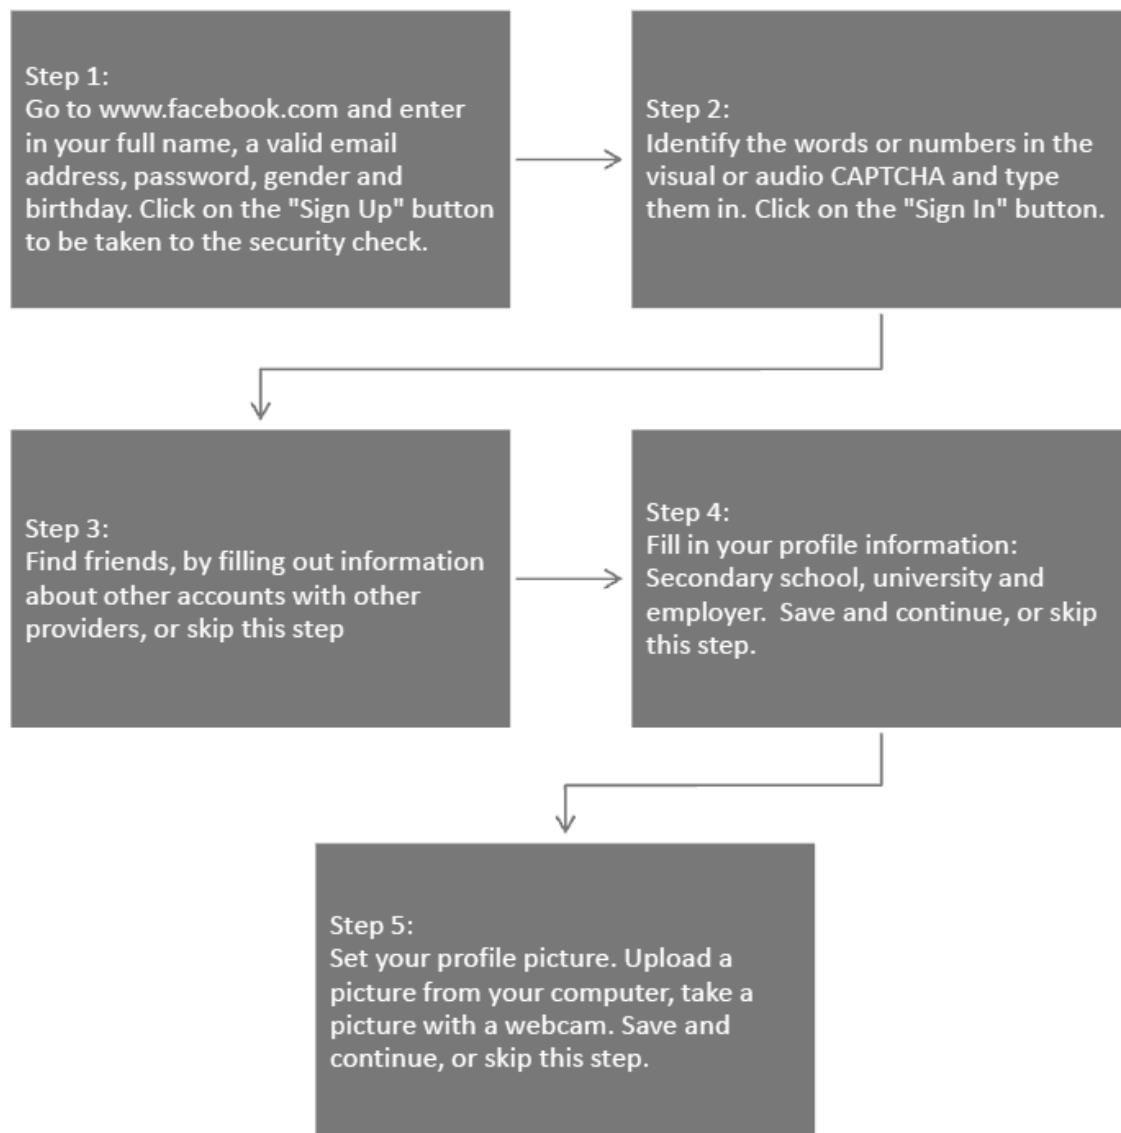 Step 1:
Go to www.facebook.com and enter
in your full name, a valid email
address, password, gender and
birthday. Click on the "Sign Up" button
to be taken to the security check.
Step 2:
Identify the words or numbers in the
visual or audio CAPTCHA and type
them in. Click on the "Sign In" button.
Step 3:
Find friends, by filling out information
about other accounts with other
providers, or skip this step
Step 4:
Fill in your profile information:
Secondary school, university and
employer.  Save and continue, or skip
this step.
Step 5:
Set your profile picture. Upload a
picture from your computer, take a
picture with a webcam. Save and
continue, or skip this step.